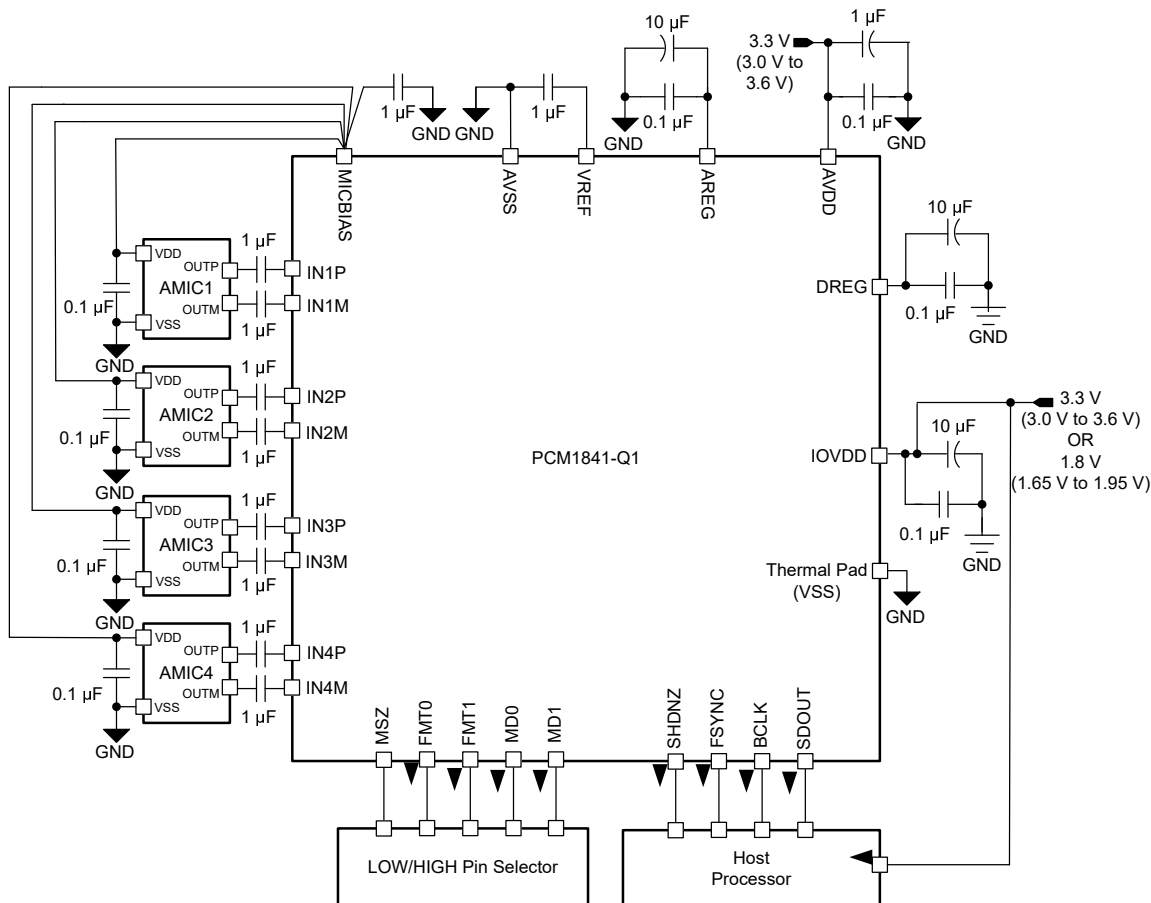 10 µF
0.1 µF
GND
3.3 V
(3.0 V to
3.6 V)
1 µF
0.1 µF
GND
1 µF
GND
GND
1 µF
MICBIAS
AVSS
VREF
AREG
AVDD
VDD
OUTP
AMIC1
OUTM
VSS
0.1 µF
GND
1 µF
1 µF
IN1P
IN1M
VDD
OUTP
AMIC2
OUTM
VSS
0.1 µF
GND
1 µF
1 µF
IN2P
IN2M
VDD
OUTP
AMIC3
OUTM
VSS
0.1 µF
GND
1 µF
1 µF
IN3P
IN3M
VDD
OUTP
AMIC4
OUTM
VSS
0.1 µF
GND
1 µF
1 µF
IN4P
IN4M
PCM1841-Q1
DREG
10 µF
0.1 µF
GND
IOVDD
10 µF
0.1 µF
GND
3.3 V
(3.0 V to 3.6 V)
OR
1.8 V
(1.65 V to 1.95 V)
Thermal Pad
(VSS)
GND
MSZ
FMT0
FMT1
MD0
MD1
SHDNZ
FSYNC
BCLK
SDOUT
LOW/HIGH Pin Selector
Host
Processor